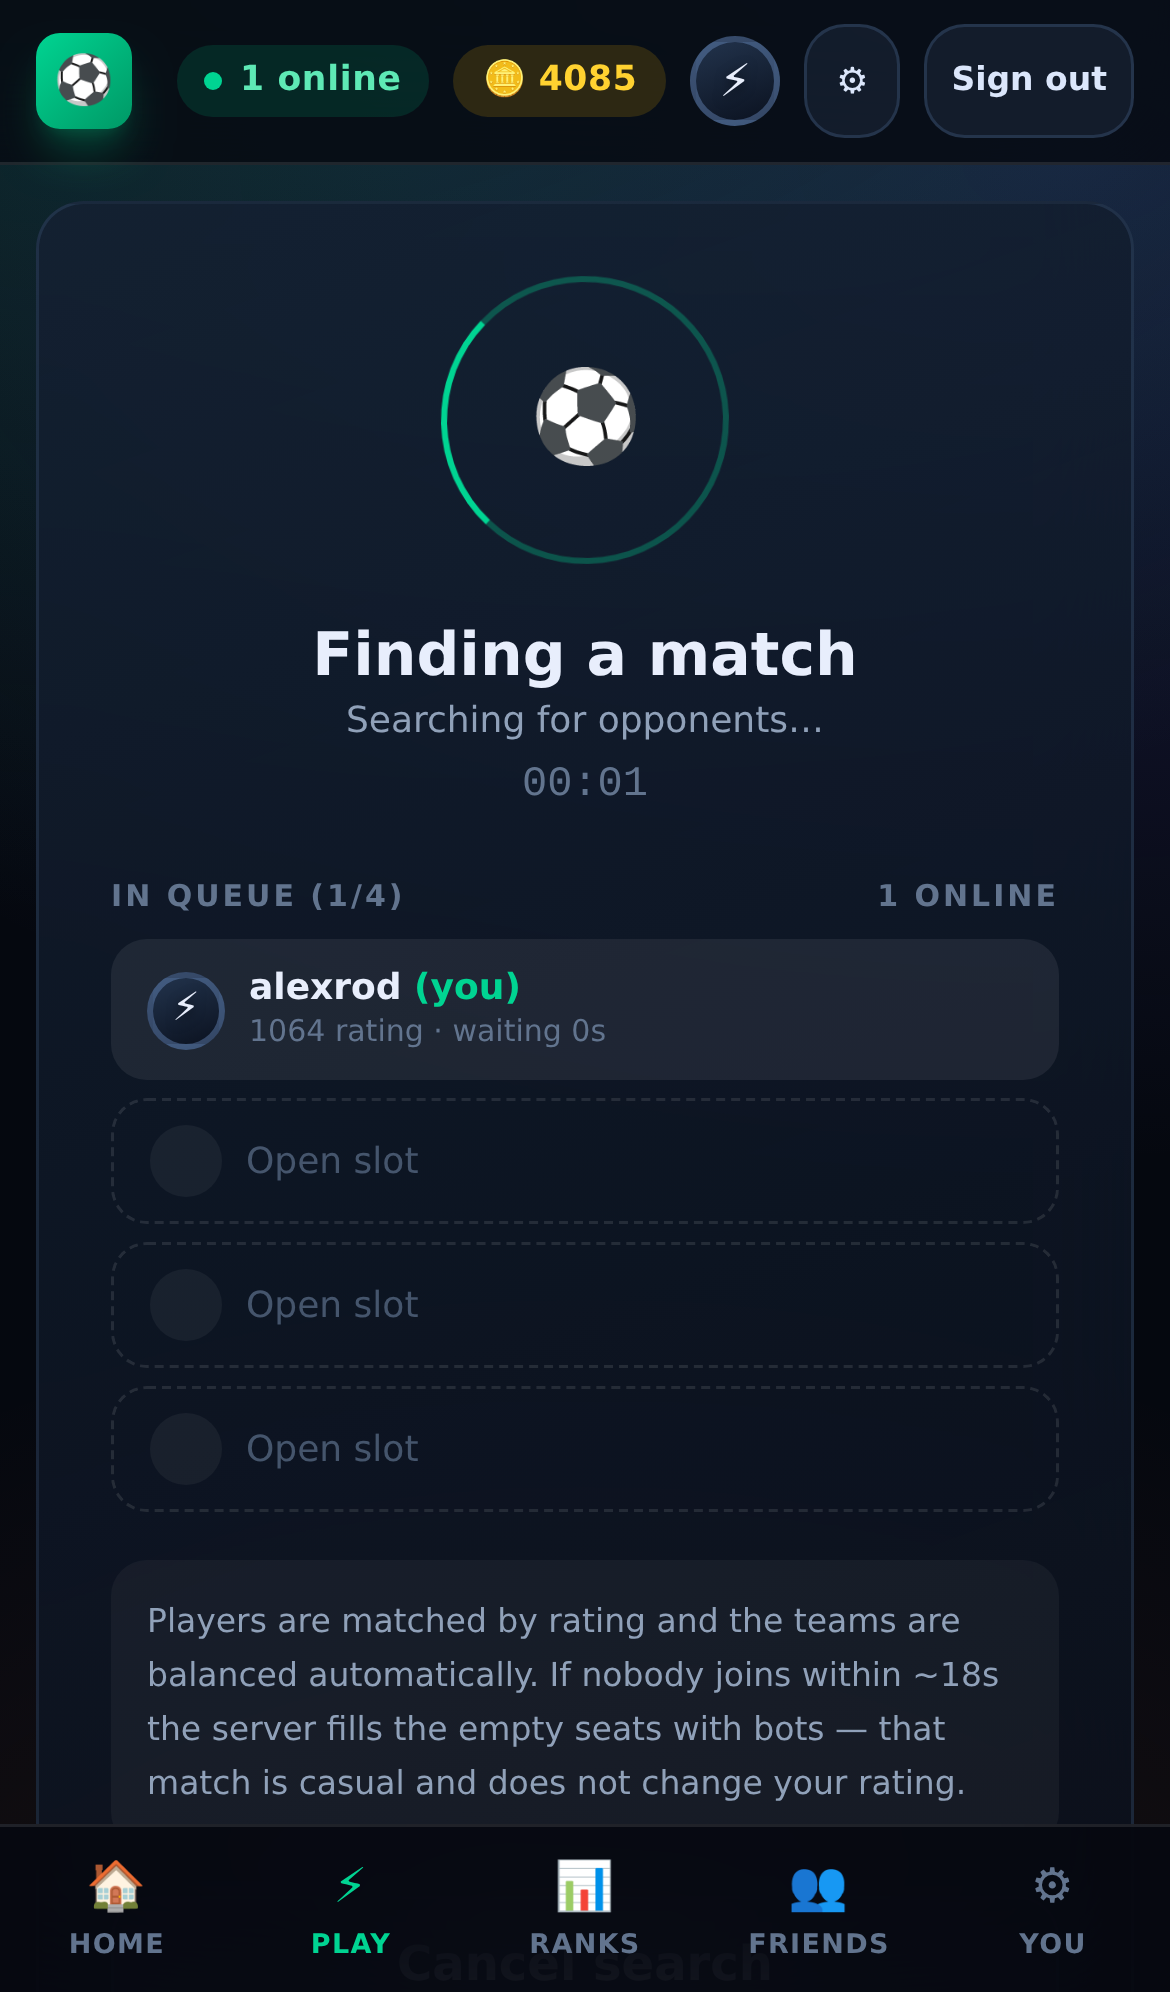 1 online
4085
Sign out
Finding a match
Searching for opponents...
00:01
IN QUEUE (1/4)
1 ONLINE
alexrod (you)
1064 rating · waiting 0s
Open slot
Open slot
Open slot
Players are matched by rating and the teams are
balanced automatically. If nobody joins within ~18s
the server fills the empty seats with bots — that
match is casual and does not change your rating.
Cancel search
HOME
PLAY
RANKS
FRIENDS
YOU